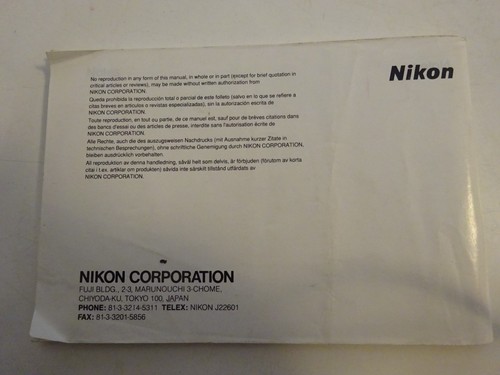 Nikon
No reproduction in any form of this manual, in whole or in part (except for brief quotation in
critical articles or reviews), may be made without written authorization from
NIKON CORPORATION.
Queda prohibida la reproducción total o parcial de este folleto (salvo en lo que se refiere a
citas breves en artículos o revistas especializadas), sin la autorización escrita de
NIKON CORPORATION.
Toute reproduction, en tout ou partie, de ce manuel est, sauf pour de brèves citations dans
des bancs d'essai ou des articles de presse, interdite sans l'autorisation écrite de
NIKON CORPORATION.
Alle Rechte, auch die des auszugsweisen Nachdrucks (mit Ausnahme kurzer Zitate in
technischen Besprechungen), ohne schriftliche Genemigung durch NIKON CORPORATION,
bleiben ausdrücklich vorbehalten.
All reproduktion av denna handledning, såväl helt som delvis, är förbjuden (förutom av korta
citat i t.ex. artiklar om produkten) såvida inte särskilt tillstånd utfärdats av
NIKON CORPORATION.
NIKON CORPORATION
FUJI BLDG., 2-3, MARUNOUCHI 3-CHOME,
CHIYODA-KU, TOKYO 100, JAPAN
PHONE: 81-3-3214-5311 TELEX: NIKON J22601
FAX: 81-3-3201-5856